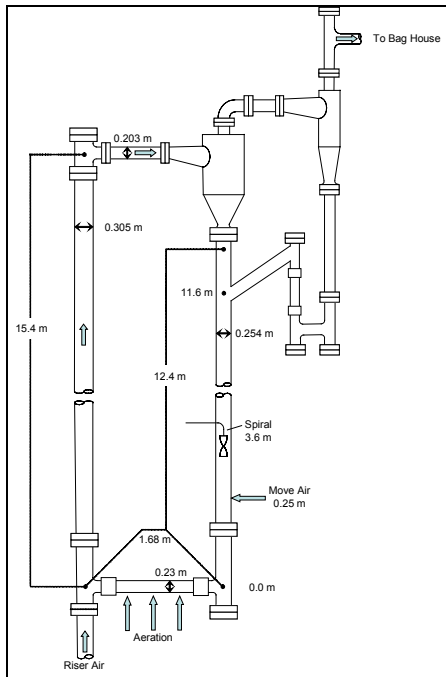 To Bag House
0.203 m
0.305 m
11.6 m
15.4 m
0.254 m
12.4 m
Spiral
3.6 m
Move Air
0.25 m
1.68 m
0.23 m
0.0 m
Aeration
Riser Air